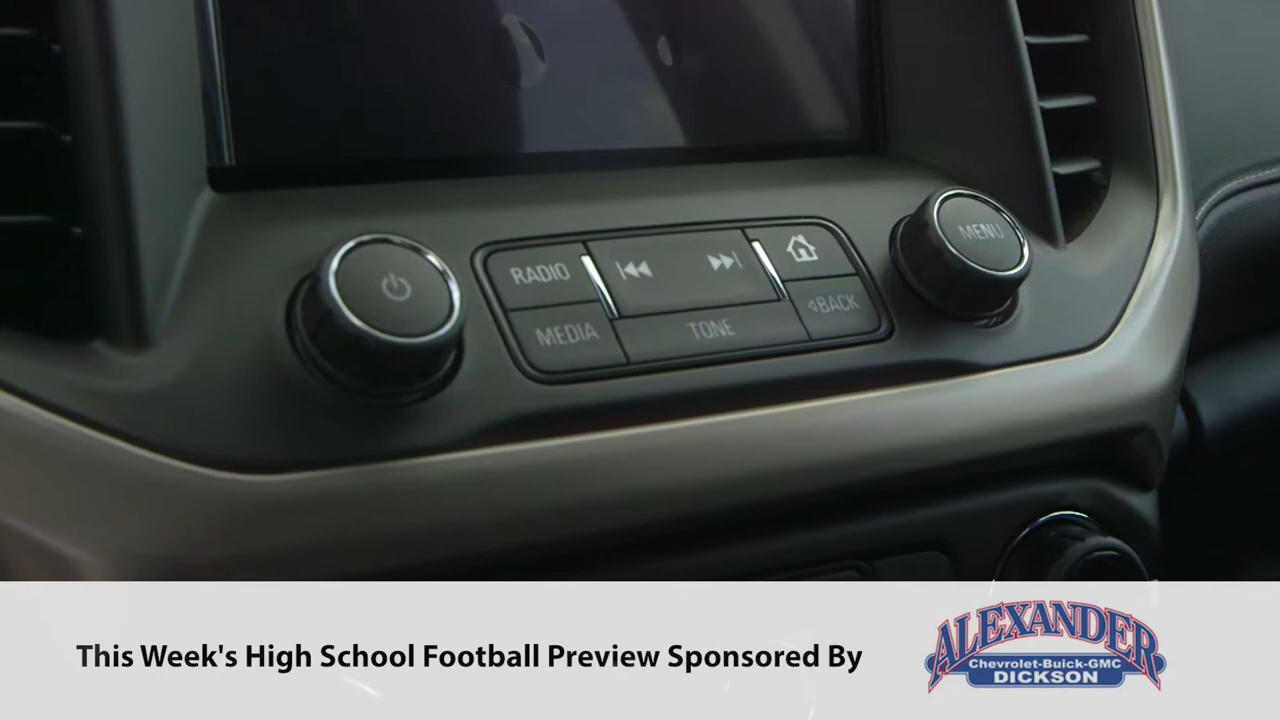 RADIO
MEDIA
TONE
BACK
MENU
This Week's High School Football Preview Sponsored By
ALEXANDER
Chevrolet-Buick-GMC
DICKSON